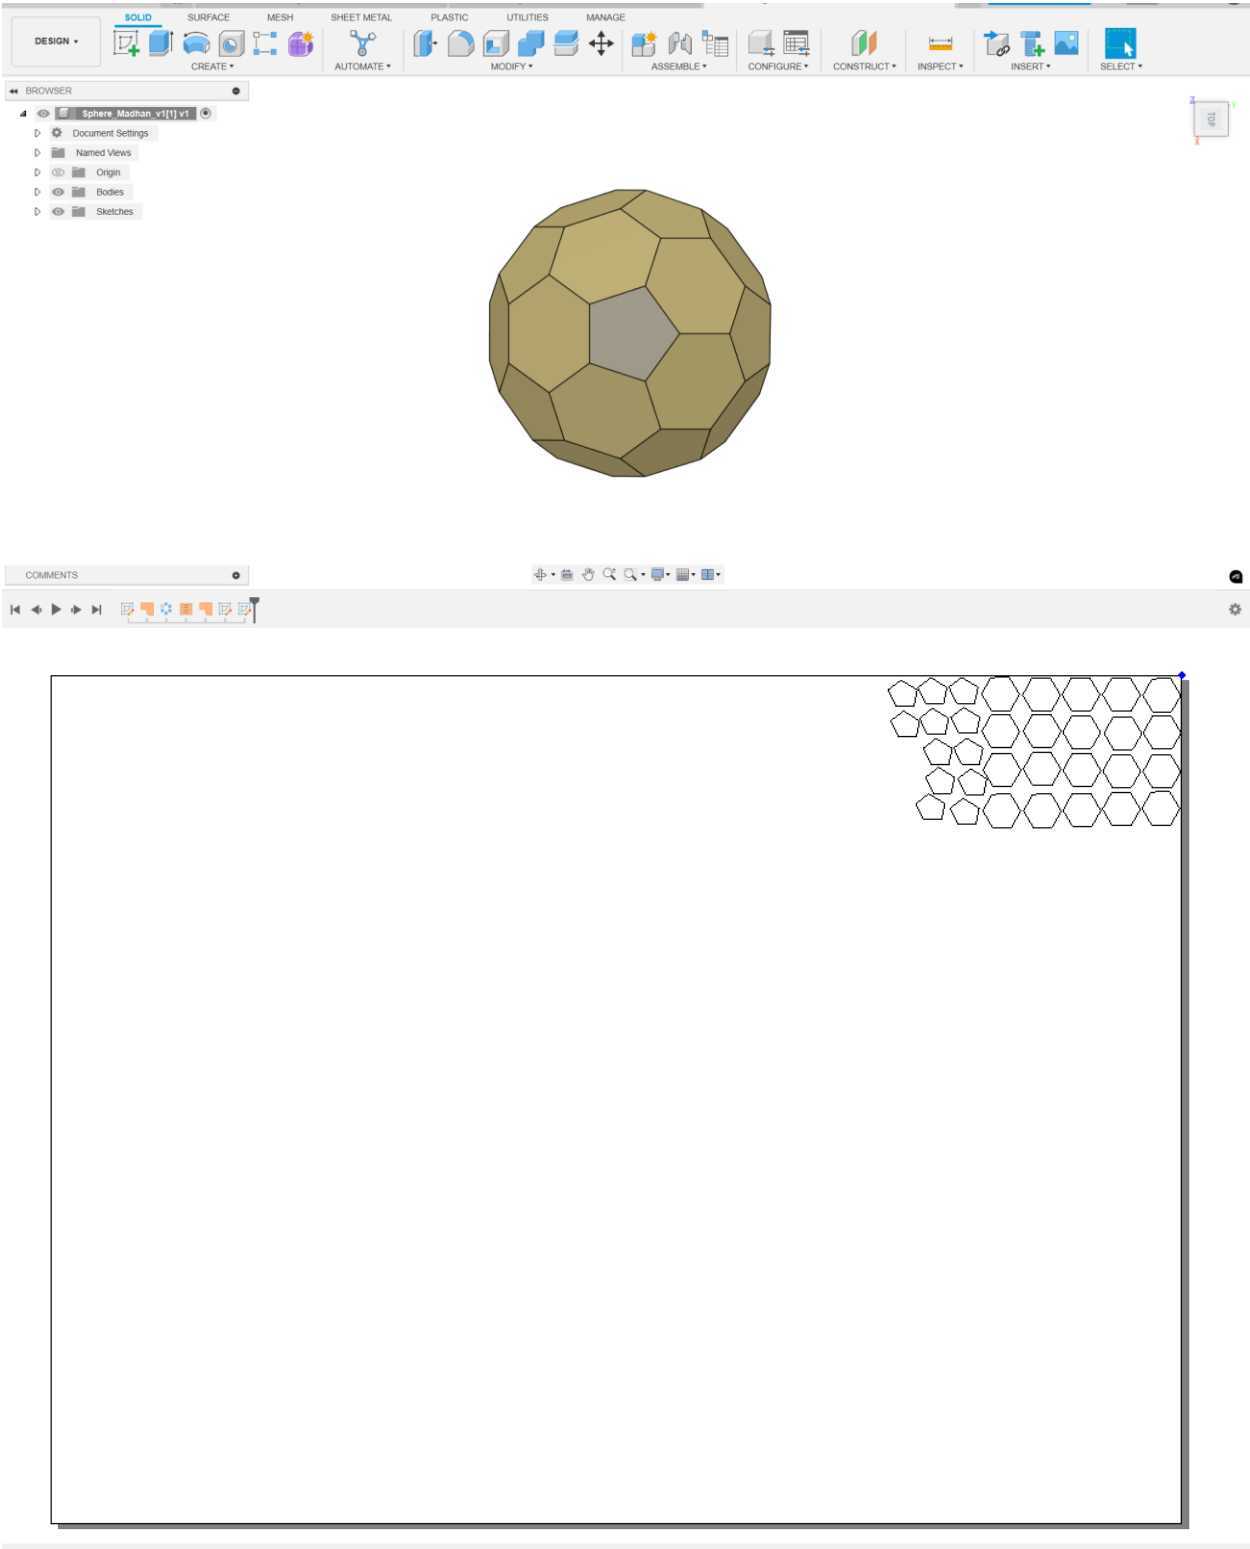 SOLID SURFACE MESH SHEET METAL PLASTIC UTILITIES MANAGE
DESIGN
CREATE AUTOMATE MODIFY ASSEMBLE CONFIGURE CONSTRUCT INSPECT INSERT SELECT
BROWSER
Sphere_Madhan_v1[1] v1
Document Settings
Named Views
Origin
Bodies
Sketches
Z Y
TOP
X
COMMENTS